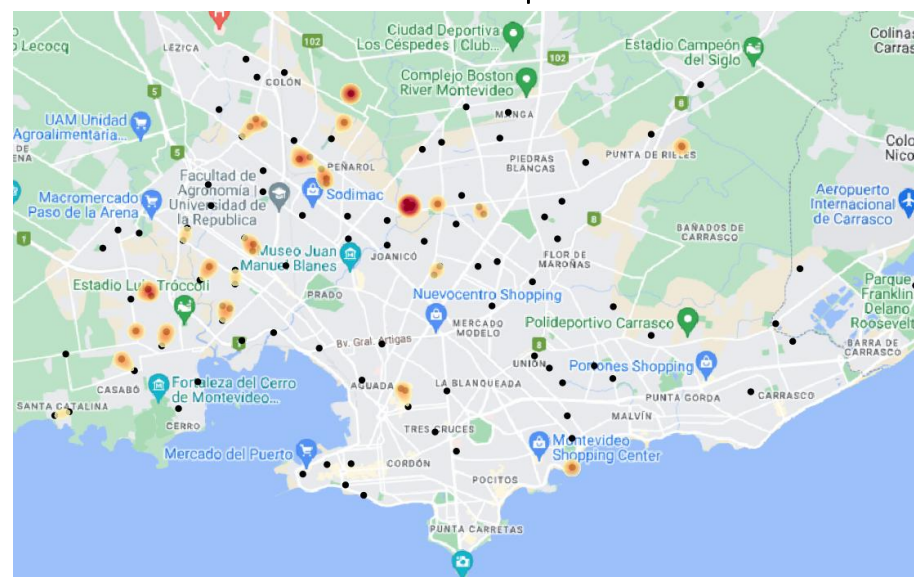 Ciudad Deportiva
Los Céspedes | Club...
102
Colinas
Carras
Lecocq
LEZICA
102
Estadio Campeón
del Siglo
COLÓN
Complejo Boston
River Montevideo
5
8
UAM Unidad
Agroalimentaria...
MANGA
5
PEÑAROL
PIEDRAS
BLANCAS
PUNTA DE RIELES
DE
ENA
Colo
Nico
Facultad de
Agronomía |
Universidad de
la Republica
Sodimac
Macromercado
Paso de la Arena
Aeropuerto
Internacional
de Carrasco
8
1
BAÑADOS DE
CARRASCO
Museo Juan
Manuel Blanes
JOANICÓ
FLOR DE
MAROÑAS
Estadio Luis Tróccoli
PRADO
Nuevocentro Shopping
Parque
Franklin
Delano
Roosevelt
MERCADO
MODELO
Polideportivo Carrasco
Bv. Gral. Artigas
1
8
BARRA DE
CARRASCO
UNIÓN
Portones Shopping
CASABÓ
Fortaleza del Cerro
de Montevideo...
AGUADA
LA BLANQUEADA
PUNTA GORDA
CARRASCO
SANTA CATALINA
MALVÍN
CERRO
TRES CRUCES
Mercado del Puerto
Montevideo
Shopping Center
CORDÓN
POCITOS
PUNTA CARRETAS